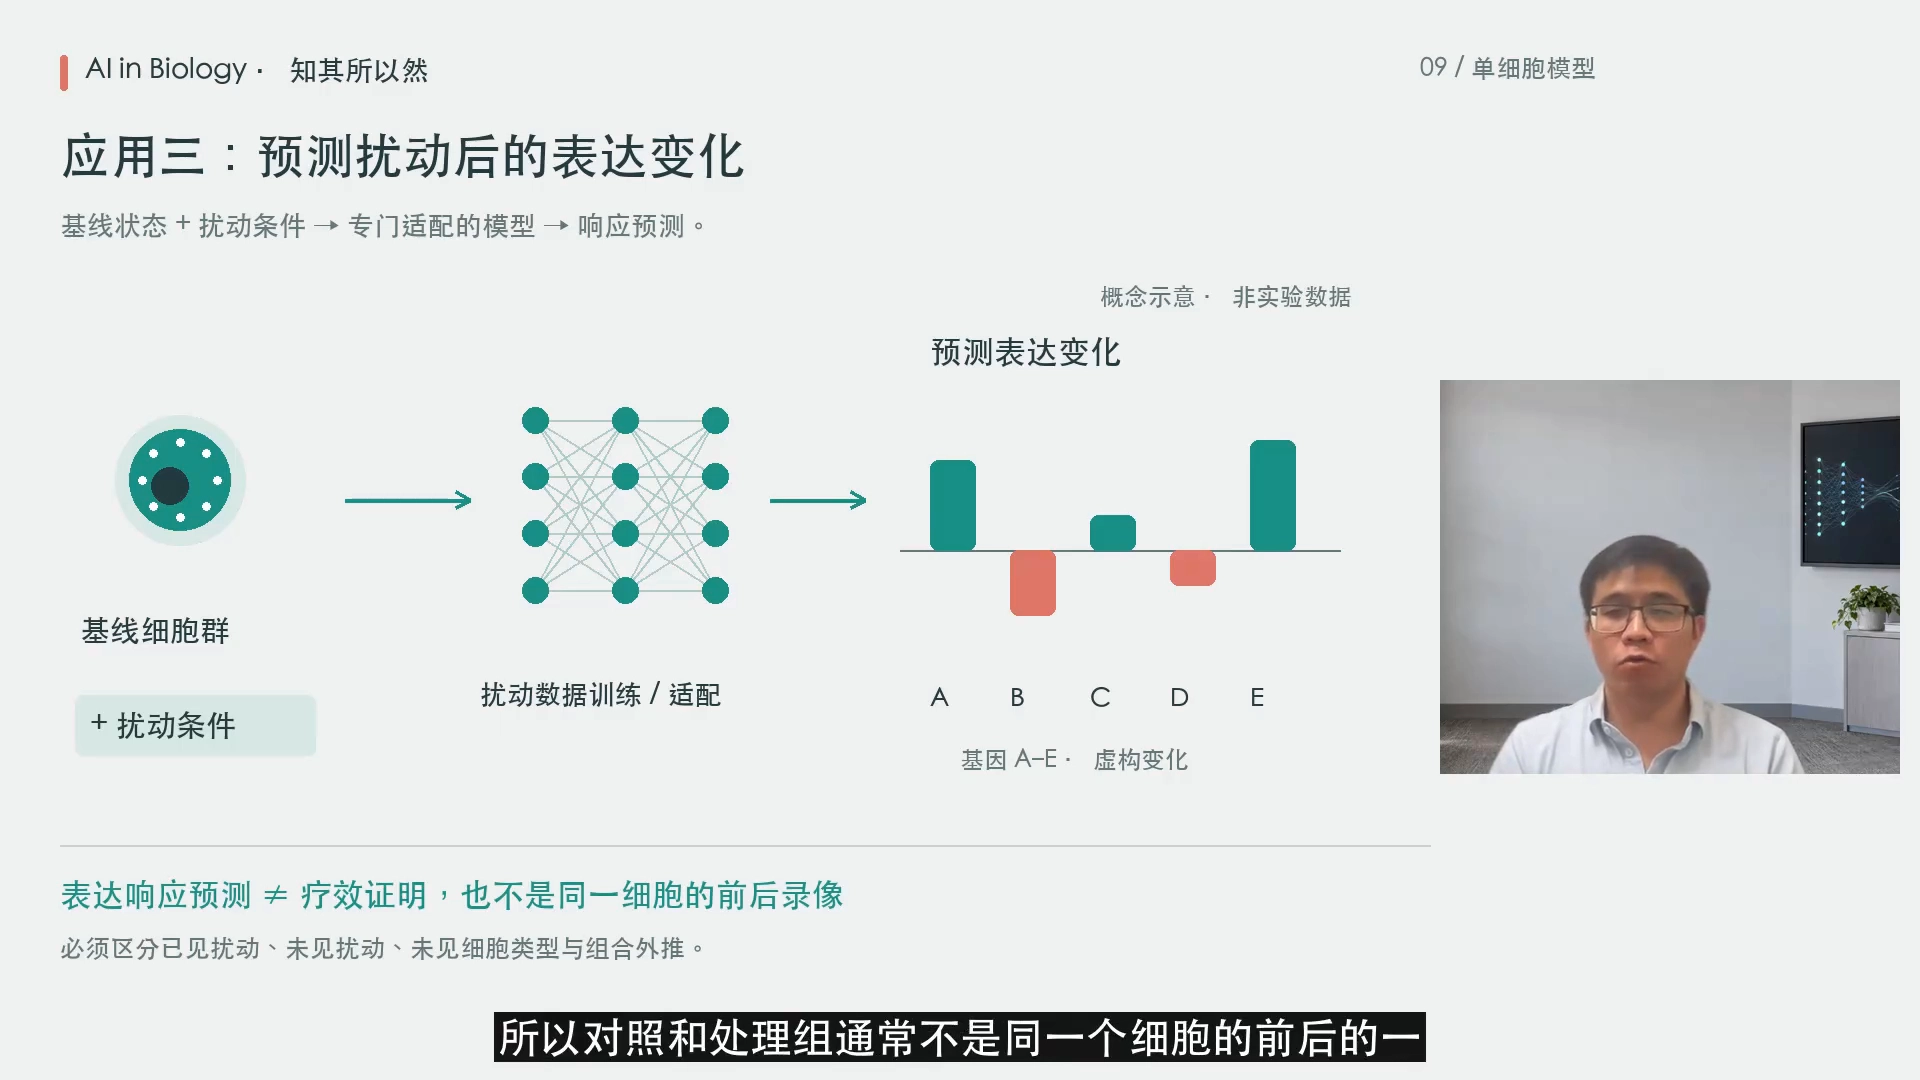 AI in Biology · 知其所以然
09 / 单细胞模型
应用三：预测扰动后的表达变化
基线状态 + 扰动条件 → 专门适配的模型 → 响应预测。
概念示意 · 非实验数据
预测表达变化
基线细胞群
+ 扰动条件
扰动数据训练 / 适配
A B C D E
基因 A–E · 虚构变化
表达响应预测 ≠ 疗效证明，也不是同一细胞的前后录像
必须区分已见扰动、未见扰动、未见细胞类型与组合外推。
所以对照和处理组通常不是同一个细胞的前后的一